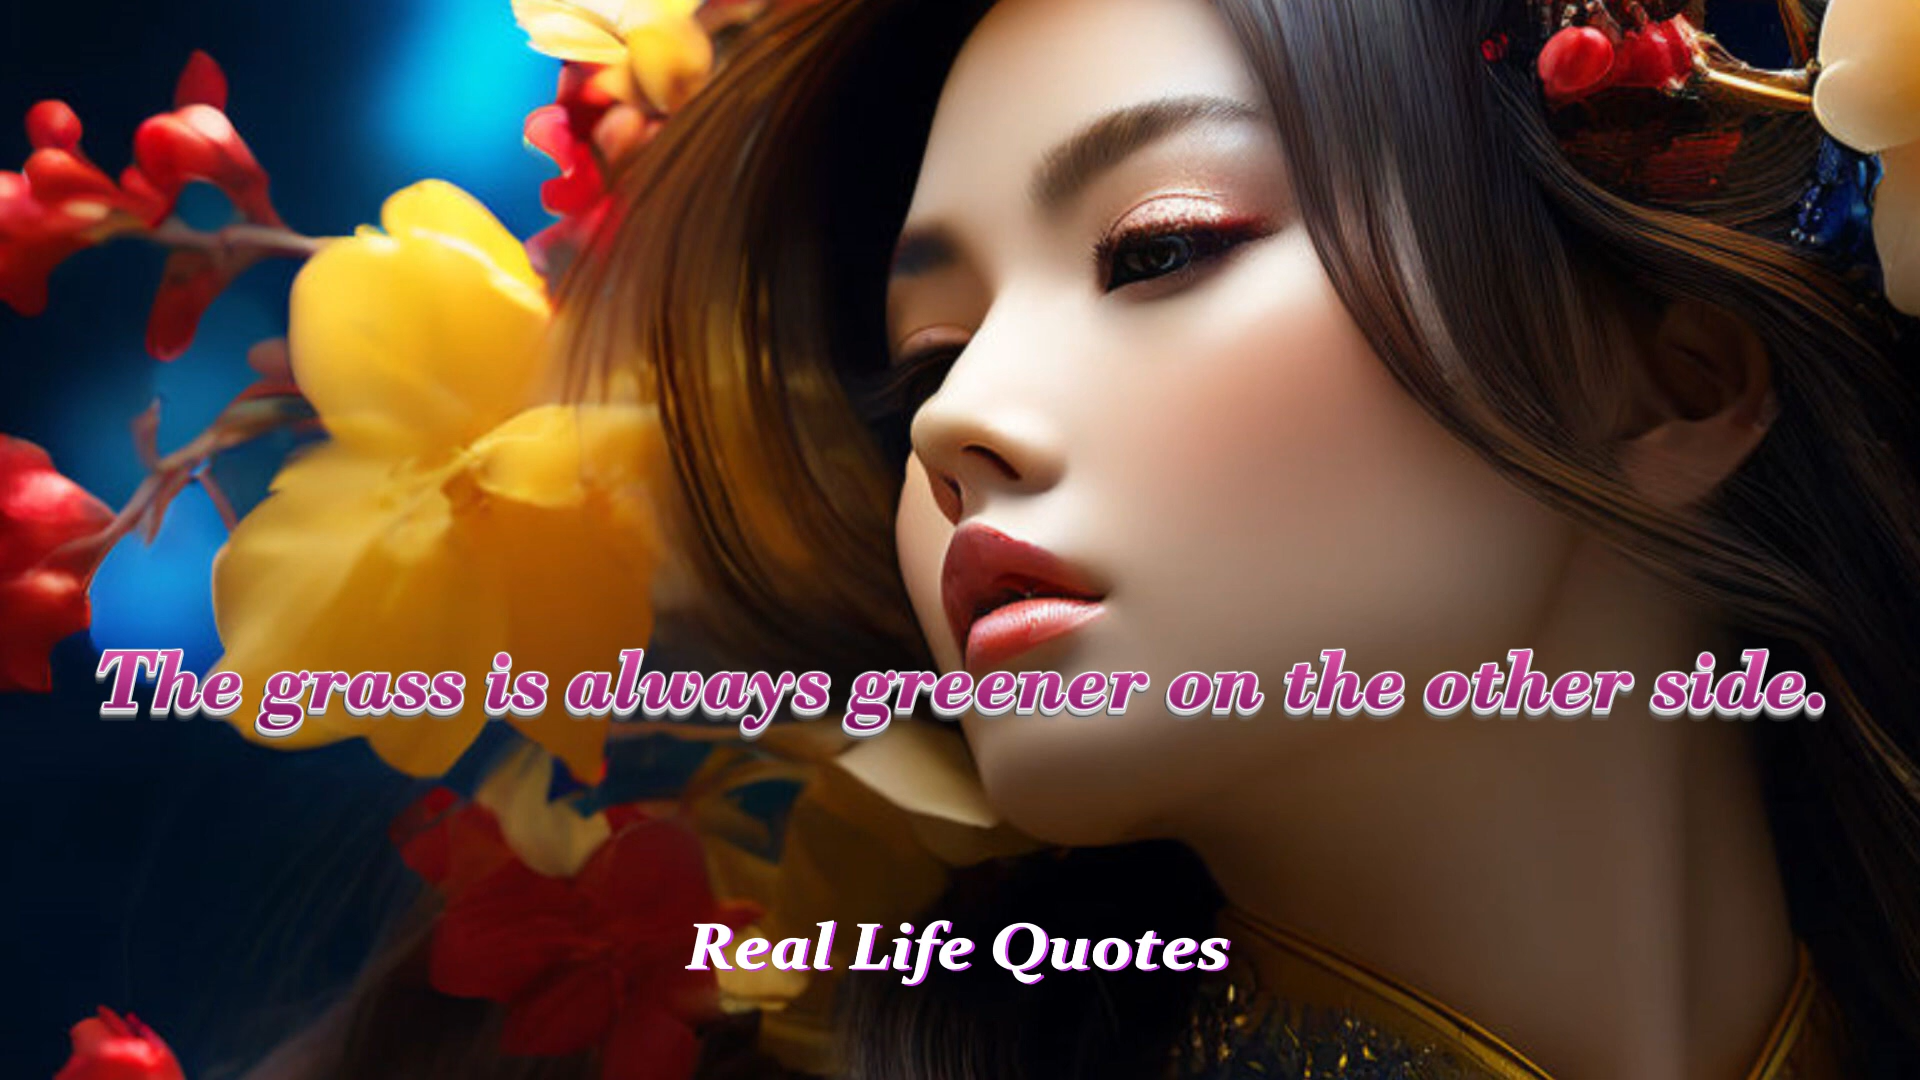 The grass is always greener on the other side.
Real Life Quotes